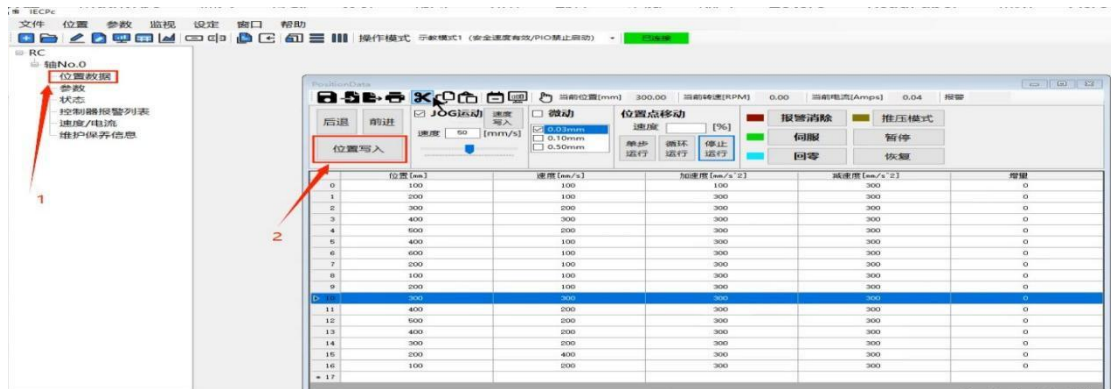 IECPc
文件 位置 参数 监视 设定 窗口 帮助
操作模式 示教模式1 (安全速度有效/PIO禁止启动) 已连接
RC
轴No.0
位置数据
参数
状态
控制器报警列表
速度/电流
维护保养信息
1
2
PositionData
当前位置[mm] 300.00 当前转速[RPM] 0.00 当前电流[Amps] 0.04 报警
后退 前进 位置写入
JOG运动 速度写入
速度 50 [mm/s]
微动
0.03mm
0.10mm
0.50mm
位置点移动
速度 [%]
单步运行 循环运行 停止运行
报警消除 推压模式
伺服 暂停
回零 恢复
位置[mm] 速度[mm/s] 加速度[mm/s^2] 减速度[mm/s^2] 增量
0 100 100 100 300 0
1 200 100 300 300 0
2 300 200 300 300 0
3 400 300 300 300 0
4 500 200 300 300 0
5 400 100 300 300 0
6 600 100 300 300 0
7 200 100 300 300 0
8 100 100 300 300 0
9 200 100 300 300 0
10 300 300 300 300 0
11 400 200 300 300 0
12 500 200 300 300 0
13 400 200 300 300 0
14 300 200 300 300 0
15 200 400 300 300 0
16 100 200 300 300 0
* 17